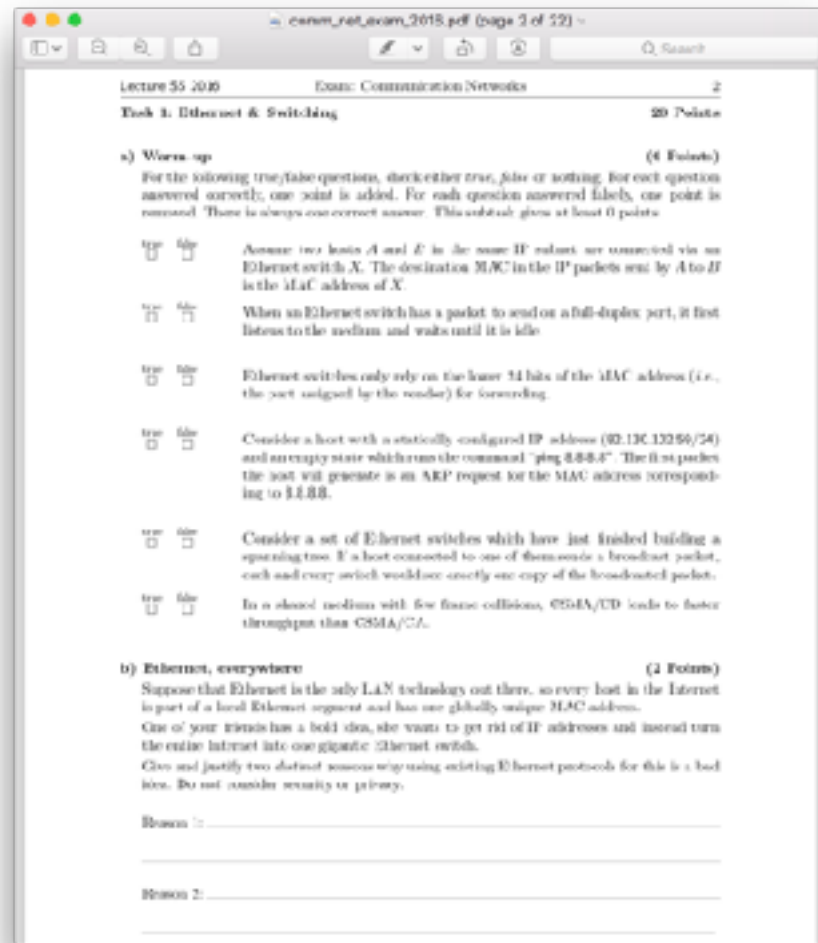 comm_net_exam_2018.pdf (page 2 of 22)
Search
Lecture SS 2016 Exam: Communication Networks 2
Task 1: Ethernet & Switching 20 Points
a) Warm-up (6 Points)
For the following true/false questions, check either true, false or nothing. For each question
answered correctly, one point is added. For each question answered falsely, one point is
removed. There is always one correct answer. This subtask gives at least 0 points.
true false Assume two hosts A and B in the same IP subnet are connected via an
Ethernet switch X. The destination MAC in the IP packets sent by A to B
is the MAC address of X.
true false When an Ethernet switch has a packet to send on a full-duplex port, it first
listens to the medium and waits until it is idle.
true false Ethernet switches only rely on the lower 24 bits of the MAC address (i.e.,
the part assigned by the vendor) for forwarding.
true false Consider a host with a statically configured IP address
and an empty state which runs the command "ping 8.8.8.8". The first packet
the host will generate is an ARP request for the MAC address correspond-
ing to 8.8.8.8.
true false Consider a set of Ethernet switches which have just finished building a
spanning tree. If a host connected to one of them sends a broadcast packet,
each and every switch would see exactly one copy of the broadcasted packet.
true false In a shared medium with few frame collisions, CSMA/CD leads to faster
throughput than CSMA/CA.
b) Ethernet, everywhere (2 Points)
Suppose that Ethernet is the only LAN technology out there, so every host in the Internet
is part of a local Ethernet segment and has one globally unique MAC address.
One of your friends has a bold idea, she wants to get rid of IP addresses and instead turn
the entire Internet into one gigantic Ethernet switch.
Give and justify two distinct reasons why using existing Ethernet protocols for this is a bad
idea. Do not consider security or privacy.
Reason 1:
Reason 2: